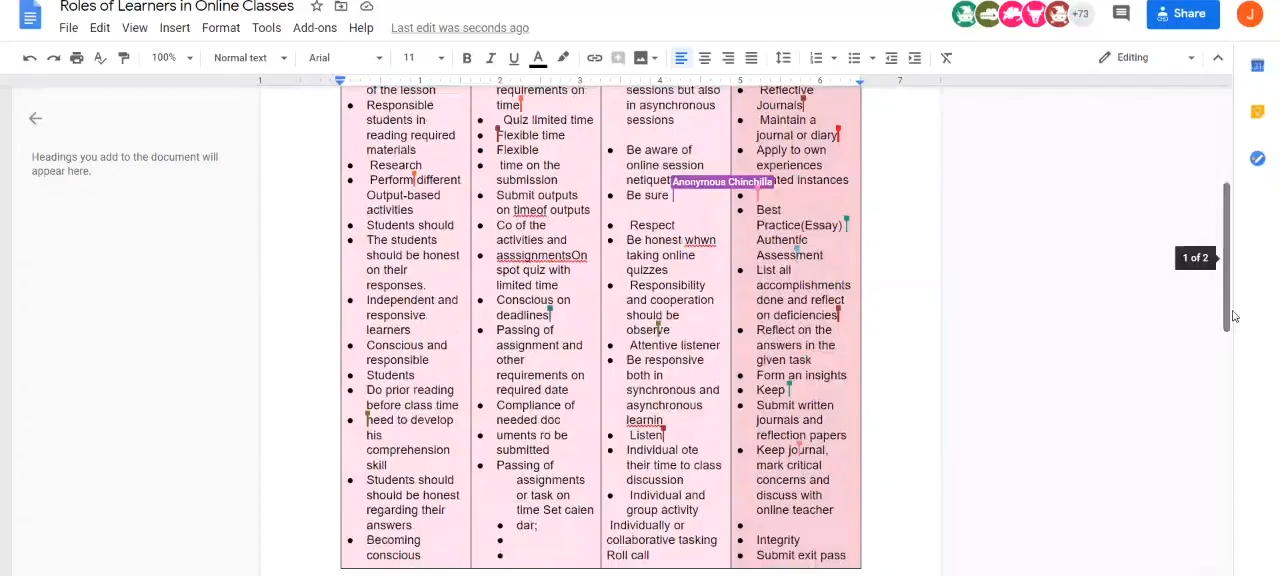 Roles of Learners in Online Classes
+73
Share
J
File Edit View Insert Format Tools Add-ons Help Last edit was seconds ago
100% Normal text Arial 11 B I U A Editing
1 1 2 3 4 5 6 7
Headings you add to the document will
appear here.
of the lesson
Responsible
students in
reading required
materials
Research
Perform different
Output-based
activities
Students should
The students
should be honest
on their
responses.
Independent and
responsive
learners
Conscious and
responsible
Students
Do prior reading
before class time
need to develop
his
comprehension
skill
Students should
should be honest
regarding their
answers
Becoming
conscious
requirements on
time
Quiz limited time
Flexible time
Flexible
time on the
submission
Submit outputs
on timeof outputs
Co of the
activities and
asssignmentsOn
spot quiz with
limited time
Conscious on
deadlines
Passing of
assignment and
other
requirements on
required date
Compliance of
needed doc
uments ro be
submitted
Passing of
assignments
or task on
time Set calen
dar;
sessions but also
in asynchronous
sessions
Be aware of
online session
Anonymous Chinchilla
Be sure
Respect
Be honest whwn
taking online
quizzes
Responsibility
and cooperation
should be
observe
Attentive listener
Be responsive
both in
synchronous and
asynchronous
learnin
Listen
Individual ote
their time to class
discussion
Individual and
group activity
Individually or
collaborative tasking
Roll call
Reflective
Journals
Maintain a
journal or diary
Apply to own
experiences
instances
Best
Practice(Essay)
Authentic
Assessment
List all
accomplishments
done and reflect
on deficiencies
Reflect on the
answers in the
given task
Form an insights
Keep
Submit written
journals and
reflection papers
Keep journal,
mark critical
concerns and
discuss with
online teacher
Integrity
Submit exit pass
1 of 2